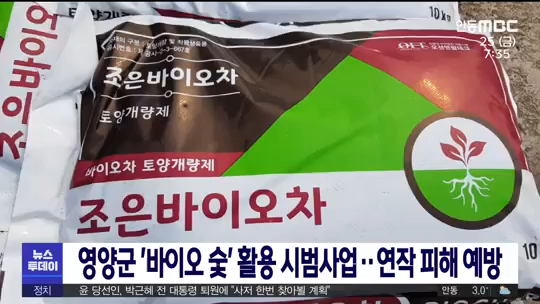 안동MBC
25 (금)
7:35
10kg
조은바이오차
토양개량제
바이오차 토양개량제
조은바이오차
10
뉴스
투데이
영양군 '바이오 숯' 활용 시범사업‥연작 피해 예방
정치
윤 당선인, 박근혜 전 대통령 퇴원에 "사저 한번 찾아뵐 계획"
안동 3.0°